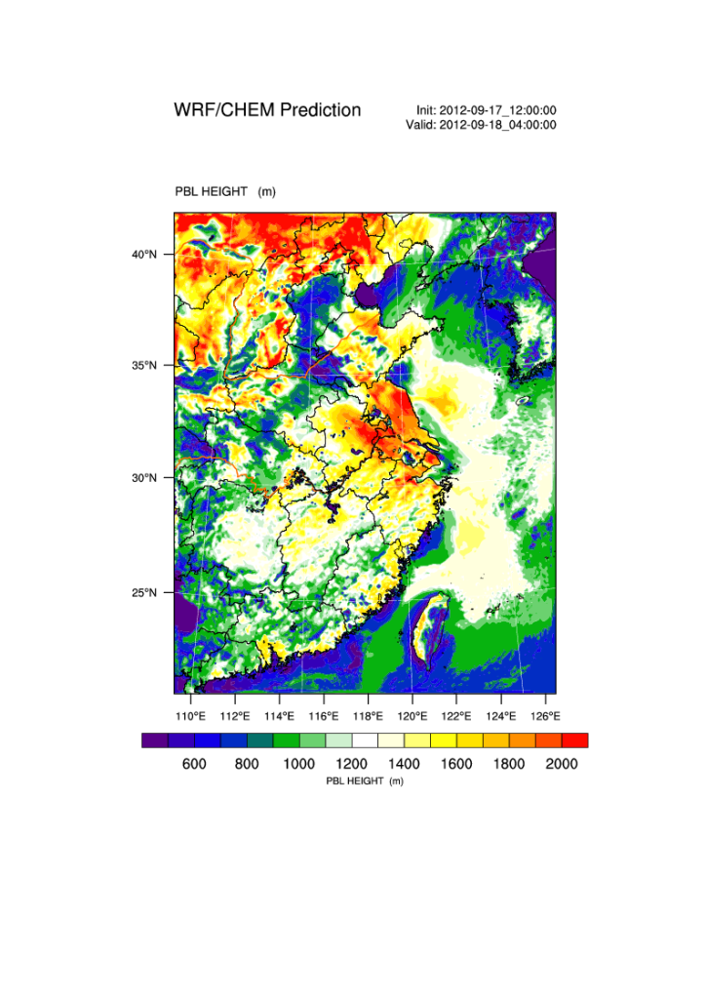 WRF/CHEM Prediction
Init: 2012-09-17_12:00:00
Valid: 2012-09-18_04:00:00
PBL HEIGHT (m)
40°N
35°N
30°N
25°N
110°E 112°E 114°E 116°E 118°E 120°E 122°E 124°E 126°E
600 800 1000 1200 1400 1600 1800 2000
PBL HEIGHT (m)